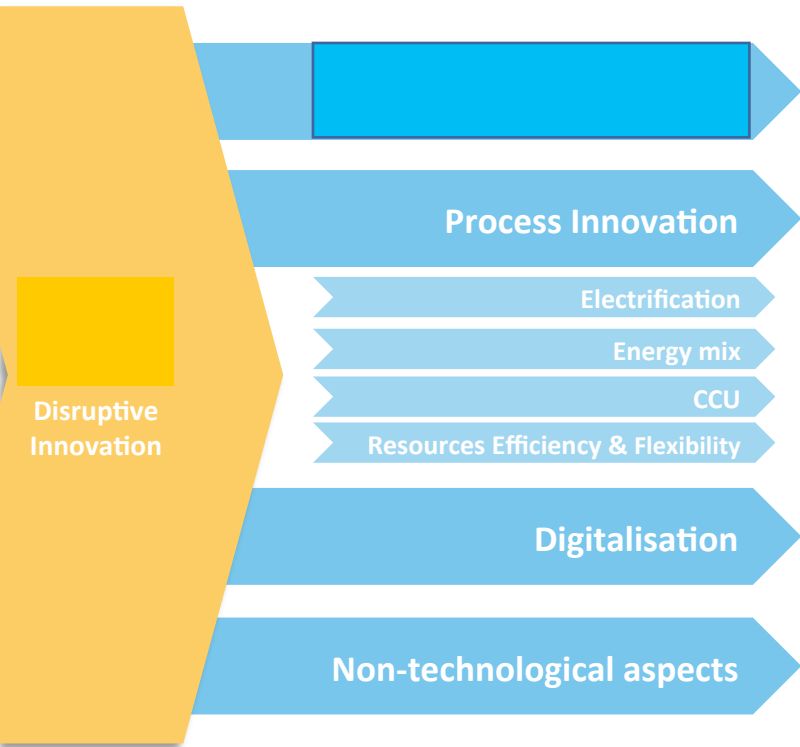 Process Innovation
Electrification
Energy mix
CCU
Resources Efficiency & Flexibility
Disruptive
Innovation
Digitalisation
Non-technological aspects